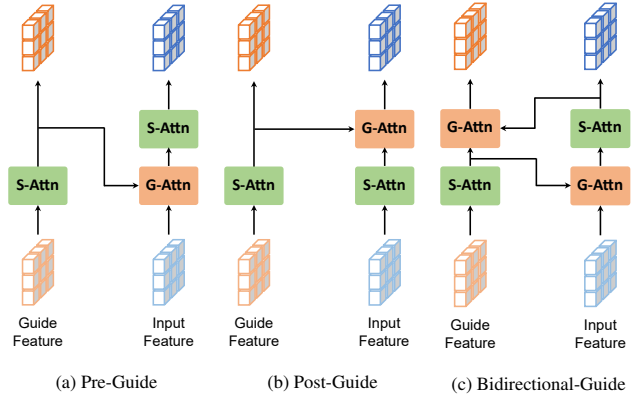 S-Attn
S-Attn
G-Attn
Guide
Feature
Input
Feature
(a) Pre-Guide
G-Attn
S-Attn
S-Attn
Guide
Feature
Input
Feature
(b) Post-Guide
G-Attn
S-Attn
S-Attn
G-Attn
Guide
Feature
Input
Feature
(c) Bidirectional-Guide